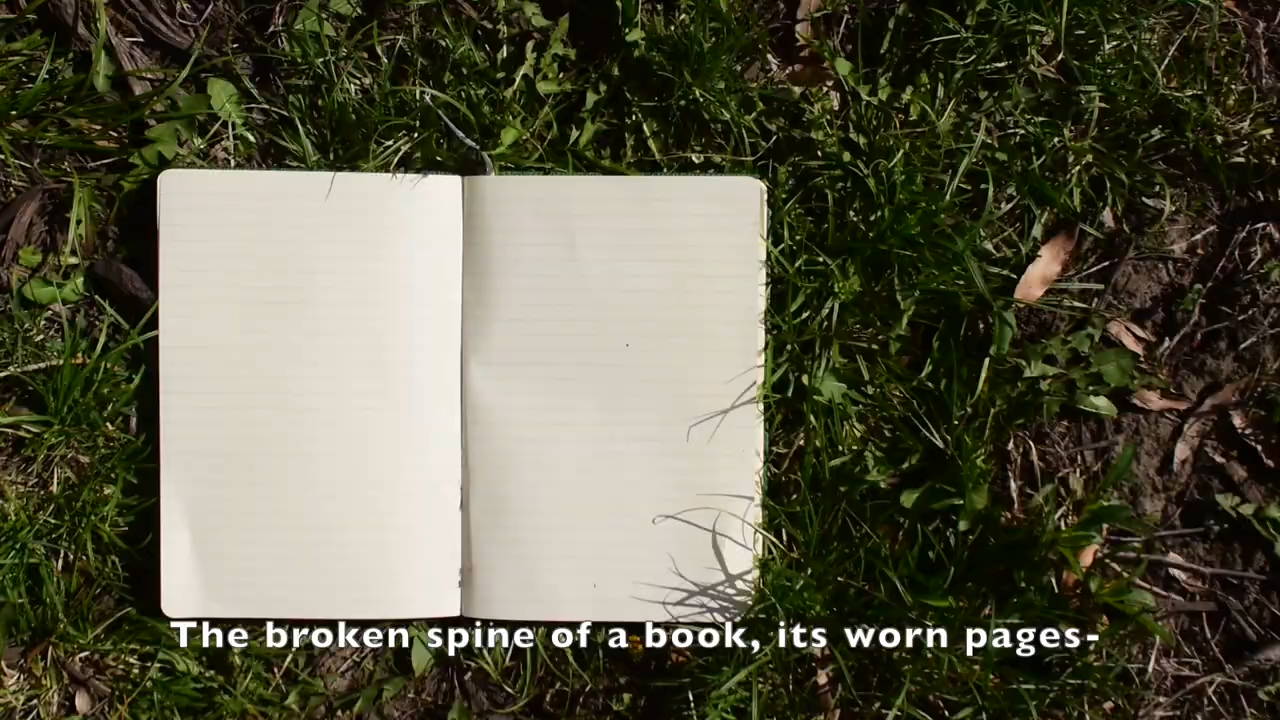 The broken spine of a book, its worn pages-